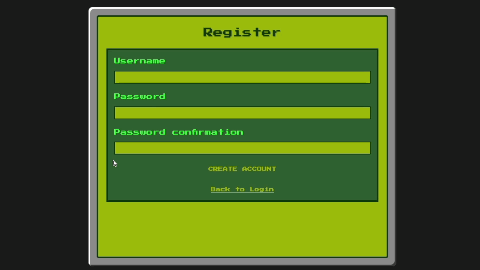 Register
Username
Password
Password confirmation
CREATE ACCOUNT
Back to Login